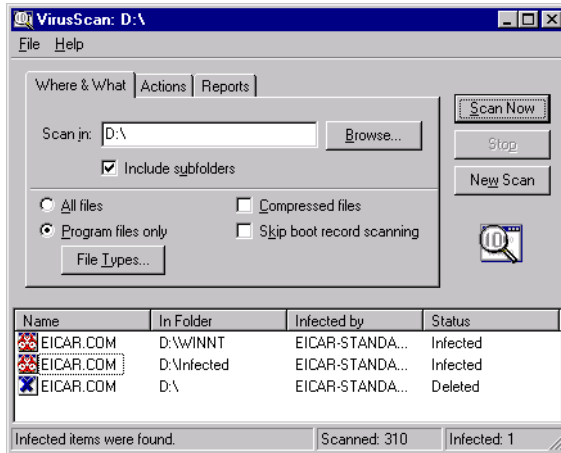 VirusScan: D:\
File Help
Where & What Actions Reports
Scan in: D:\ Browse...
Include subfolders
Scan Now
Stop
New Scan
All files Compressed files
Program files only Skip boot record scanning
File Types...
Name In Folder Infected by Status
EICAR.COM D:\WINNT EICAR-STANDA... Infected
EICAR.COM D:\Infected EICAR-STANDA... Infected
EICAR.COM D:\ EICAR-STANDA... Deleted
Infected items were found. Scanned: 310 Infected: 1